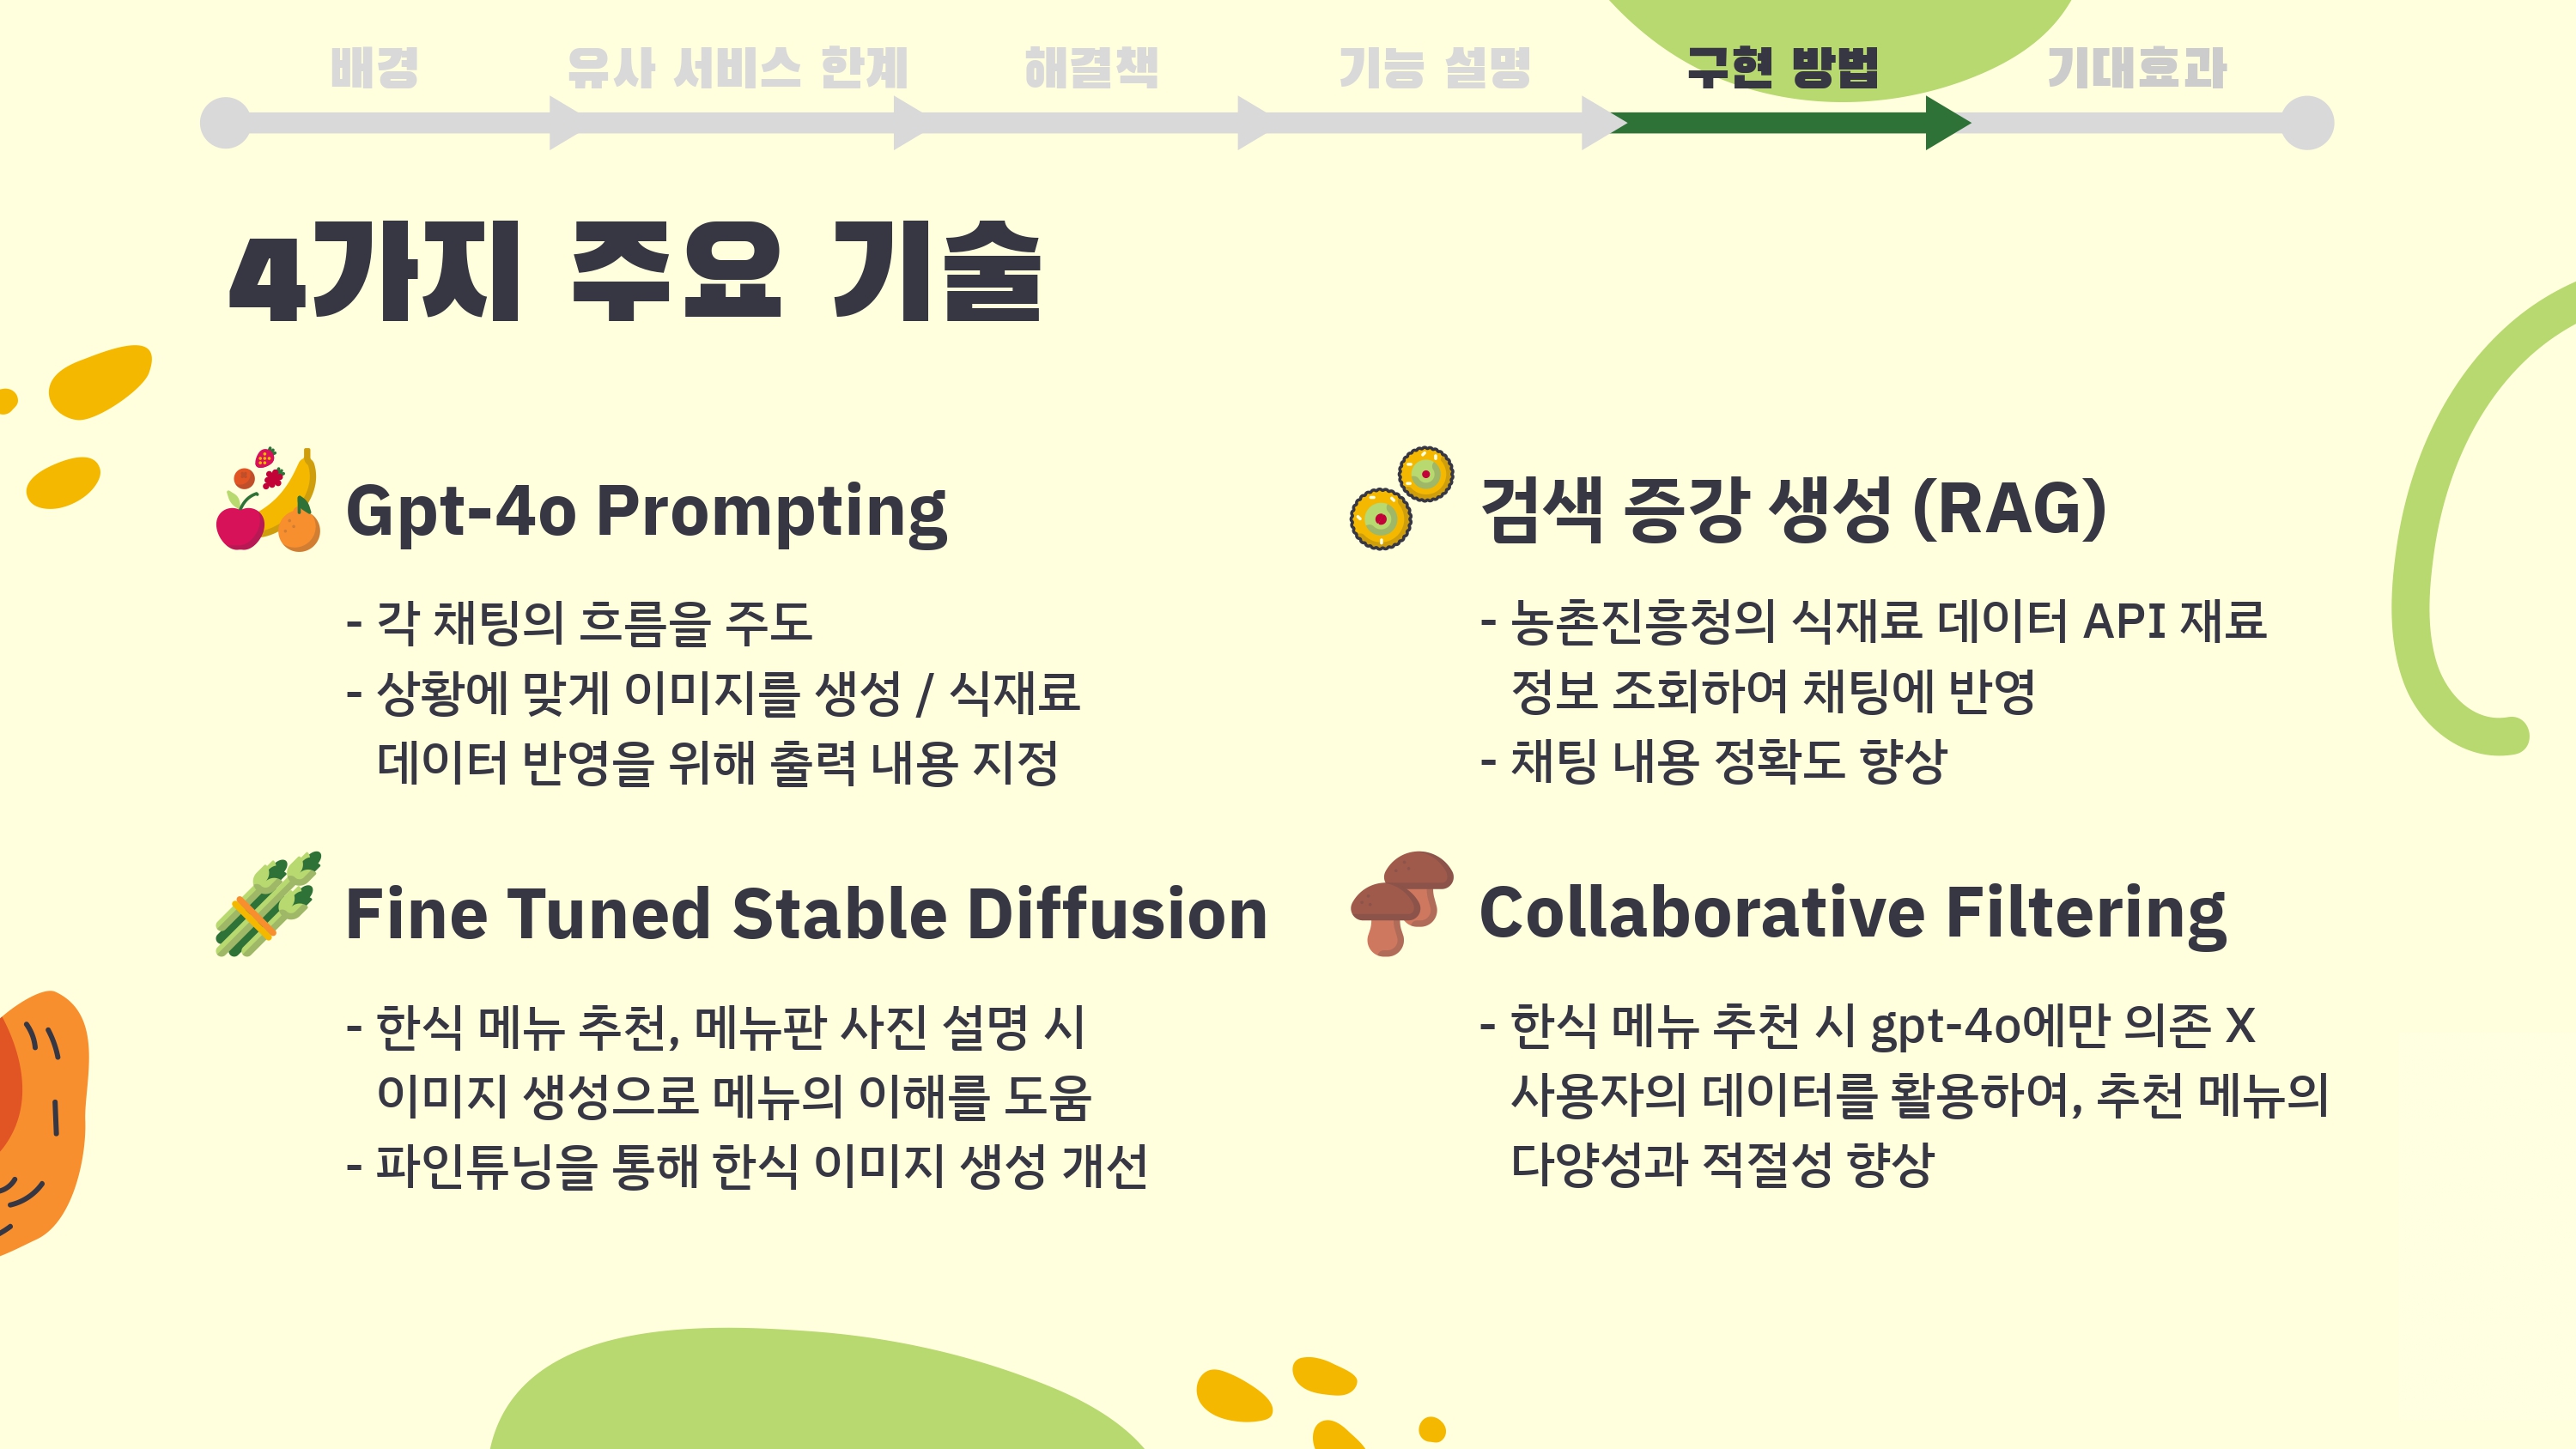 배경
유사 서비스 한계
해결책
기능 설명
구현 방법
기대효과
4가지 주요 기술
Gpt-4o Prompting
- 각 채팅의 흐름을 주도
- 상황에 맞게 이미지를 생성 / 식재료
데이터 반영을 위해 출력 내용 지정
검색 증강 생성 (RAG)
- 농촌진흥청의 식재료 데이터 API 재료
정보 조회하여 채팅에 반영
- 채팅 내용 정확도 향상
Fine Tuned Stable Diffusion
- 한식 메뉴 추천, 메뉴판 사진 설명 시
이미지 생성으로 메뉴의 이해를 도움
- 파인튜닝을 통해 한식 이미지 생성 개선
Collaborative Filtering
- 한식 메뉴 추천 시 gpt-4o에만 의존 X
사용자의 데이터를 활용하여, 추천 메뉴의
다양성과 적절성 향상